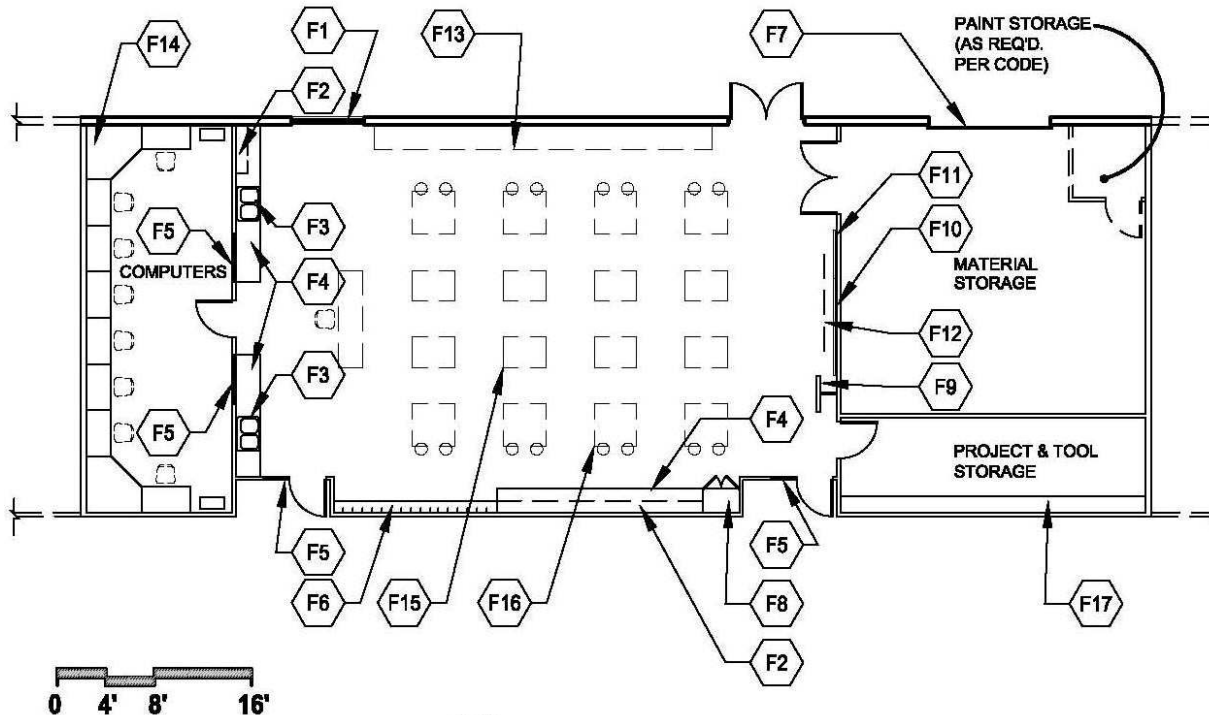 F14
F1
F13
F7
PAINT STORAGE
(AS REQ'D.
PER CODE)
F2
F11
F5
F3
F10
COMPUTERS
F4
MATERIAL
STORAGE
F12
F3
F9
F5
F4
PROJECT & TOOL
STORAGE
F5
F5
F6
F15
F16
F8
F17
F2
0 4' 8' 16'